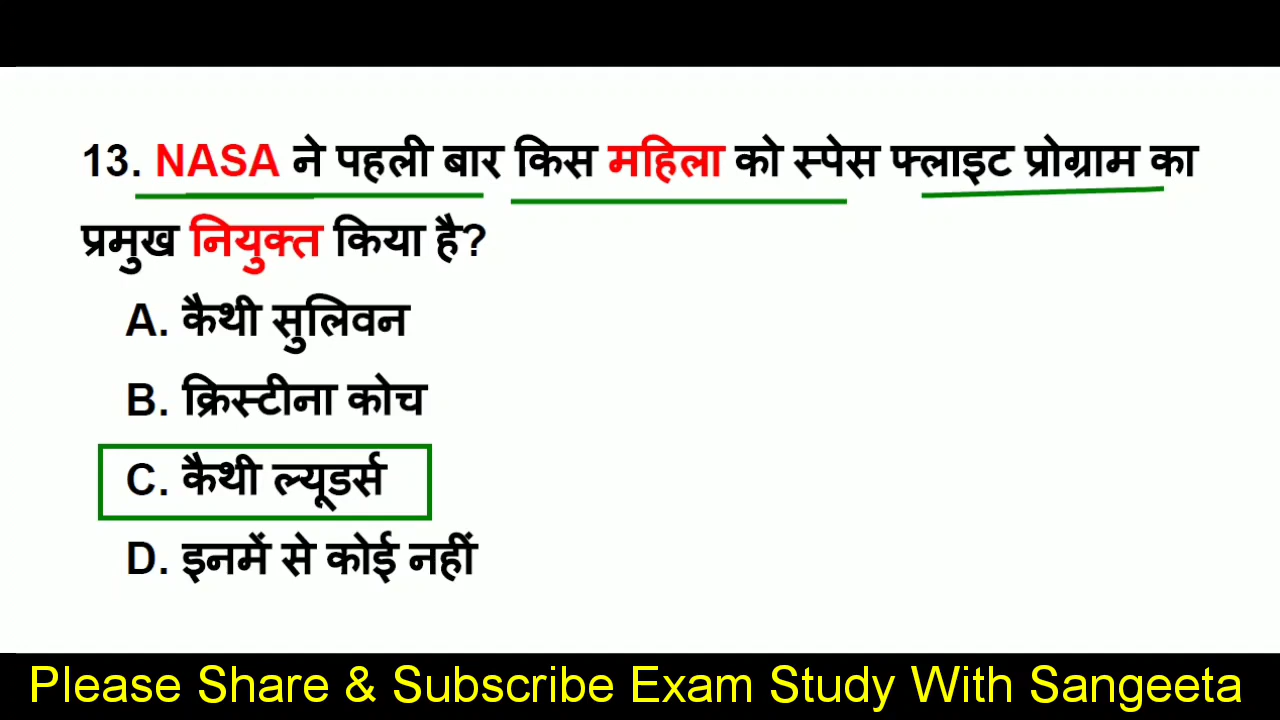 13. NASA ने पहली बार किस महिला को स्पेस फ्लाइट प्रोग्राम का
प्रमुख नियुक्त किया है?
A. कैथी सुलिवन
B. क्रिस्टीना कोच
C. कैथी ल्यूडर्स
D. इनमें से कोई नहीं
Please Share & Subscribe Exam Study With Sangeeta